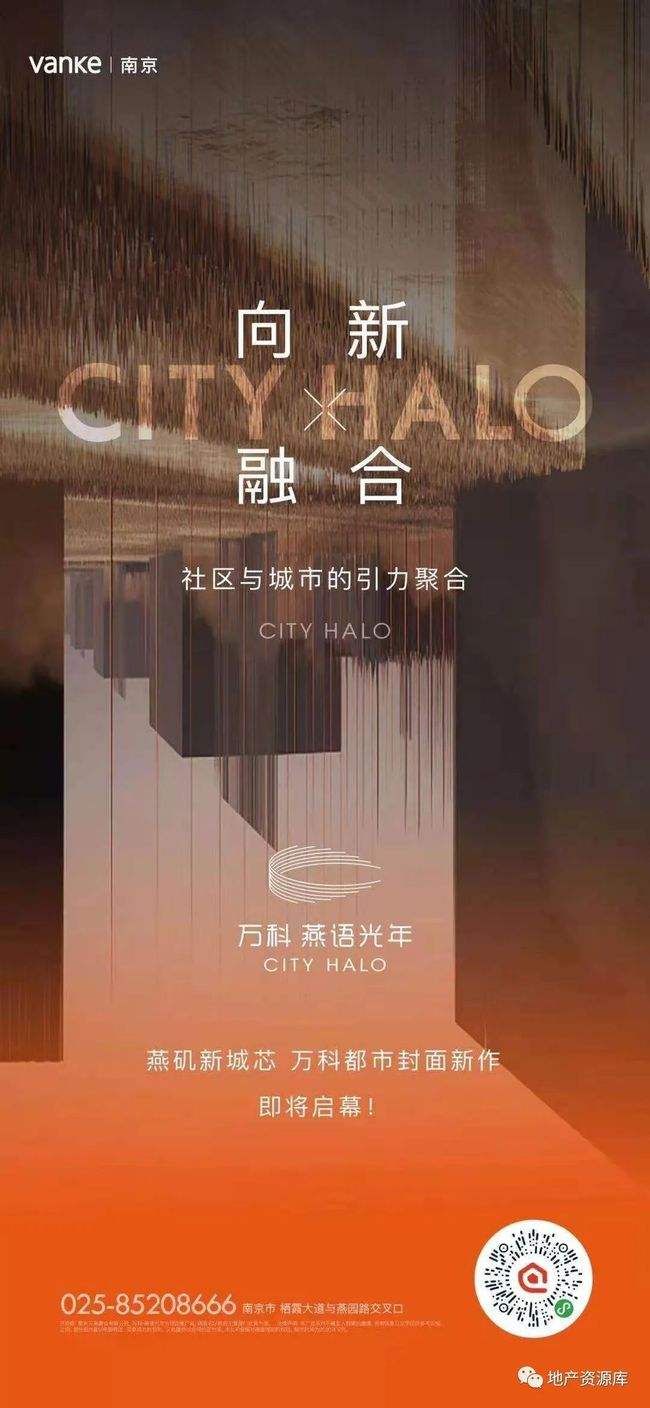 vanke | 南京
向 新
CITY HALO
融 合
社区与城市的引力聚合
CITY HALO
万科 燕语光年
CITY HALO
燕矶新城芯 万科都市封面新作
即将启幕!
025-85208666 南京市 栖霞大道与燕园路交叉口
地产资源库